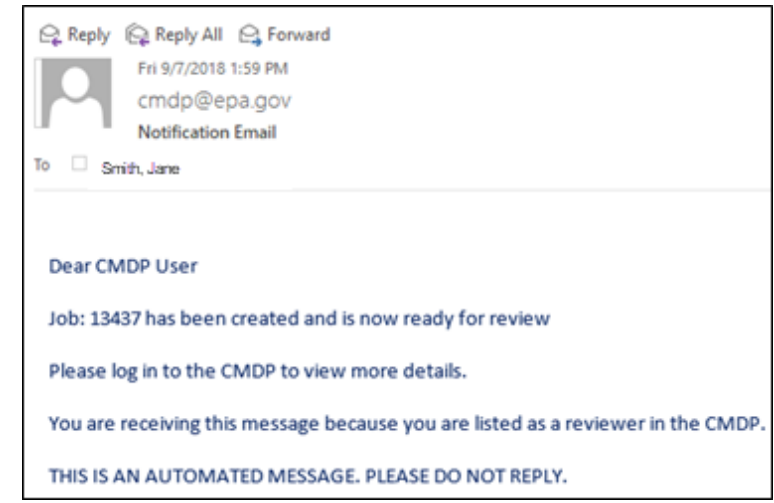 Reply Reply All Forward
Fri 9/7/2018 1:59 PM
cmdp@epa.gov
Notification Email
To Smith, Jane
Dear CMDP User
Job: 13437 has been created and is now ready for review
Please log in to the CMDP to view more details.
You are receiving this message because you are listed as a reviewer in the CMDP.
THIS IS AN AUTOMATED MESSAGE. PLEASE DO NOT REPLY.